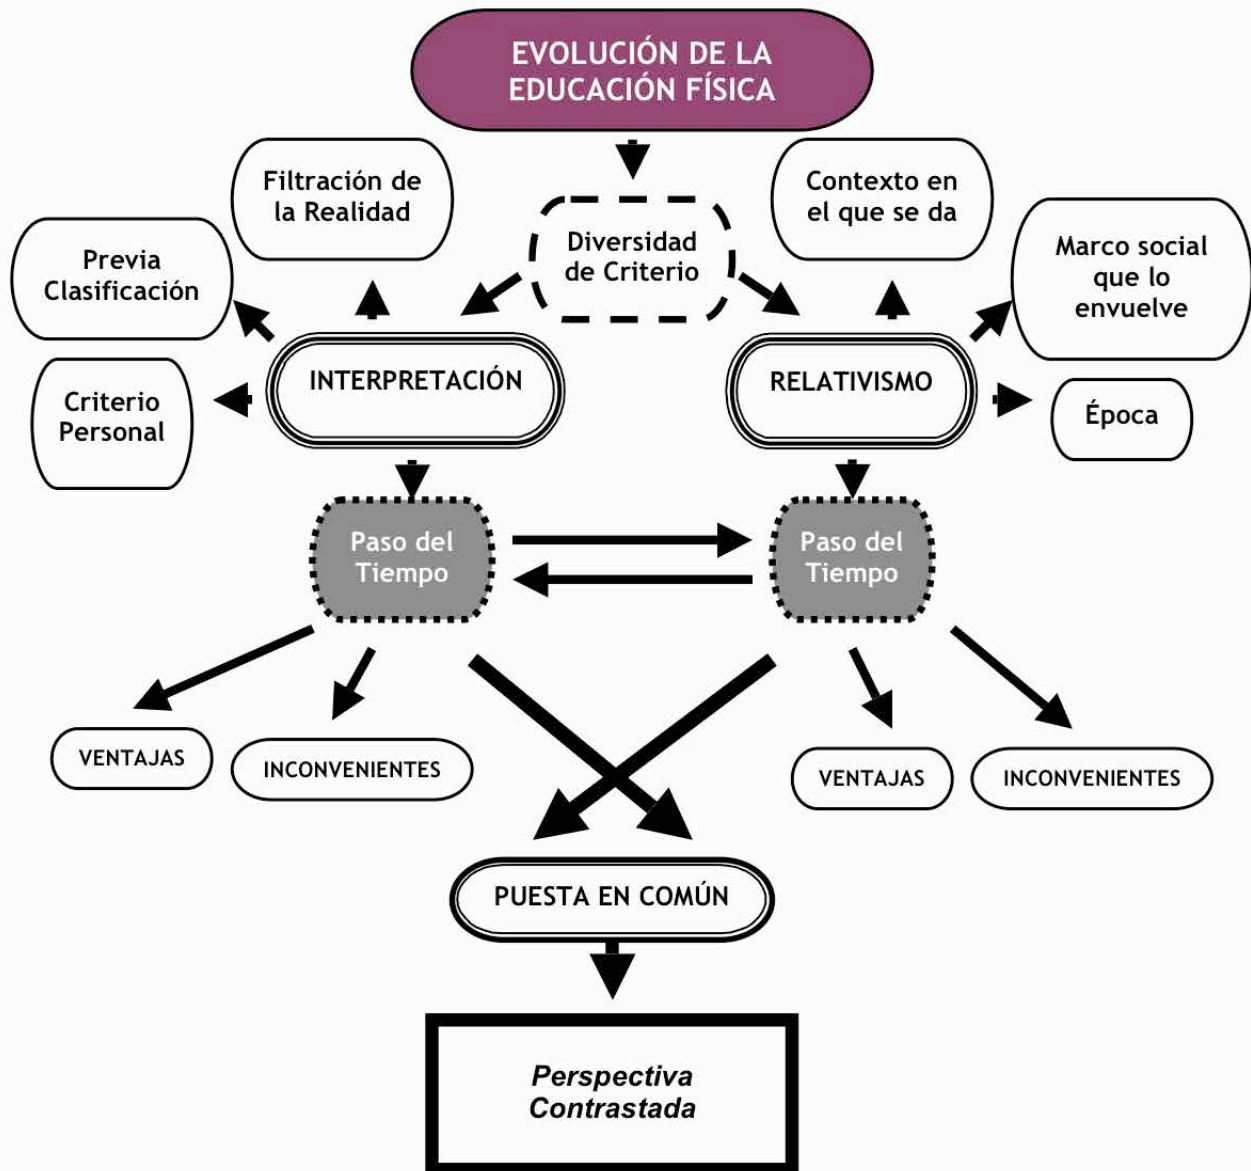 EVOLUCIÓN DE LA
EDUCACIÓN FÍSICA
Filtración de
la Realidad
Contexto en
el que se da
Previa
Clasificación
Diversidad
de Criterio
Marco social
que lo
envuelve
INTERPRETACIÓN
RELATIVISMO
Criterio
Personal
Época
Paso del
Tiempo
Paso del
Tiempo
VENTAJAS
INCONVENIENTES
VENTAJAS
INCONVENIENTES
PUESTA EN COMÚN
Perspectiva
Contrastada